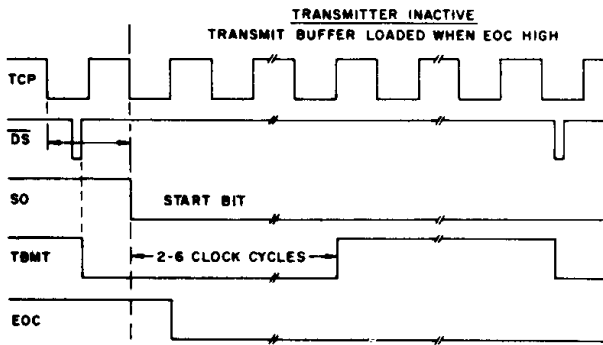 TRANSMITTER INACTIVE
TRANSMIT BUFFER LOADED WHEN EOC HIGH
TCP
DS
SO
START BIT
TBMT
2-6 CLOCK CYCLES
EOC